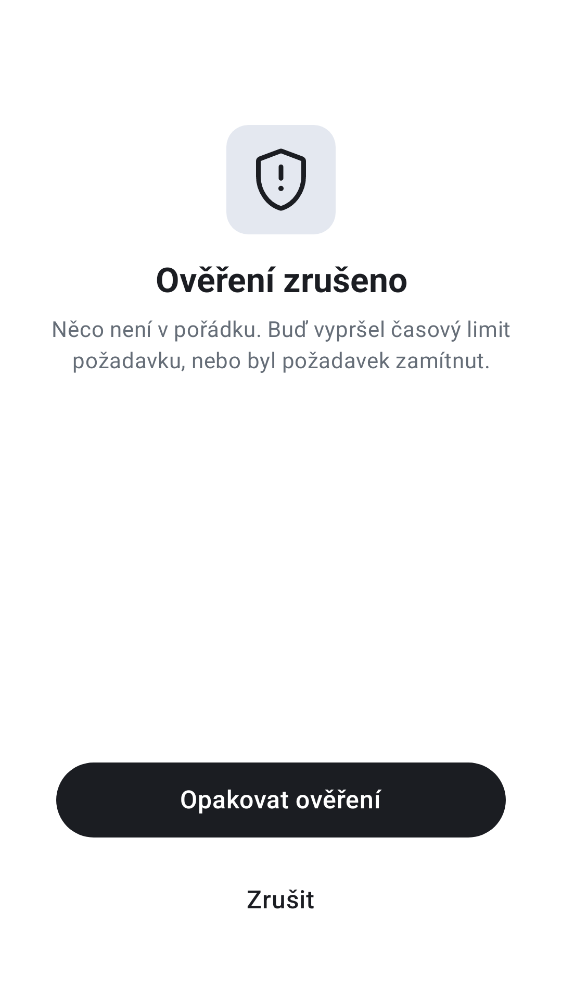 Ověření zrušeno
Něco není v pořádku. Buď vypršel časový limit
požadavku, nebo byl požadavek zamítnut.
Opakovat ověření
Zrušit